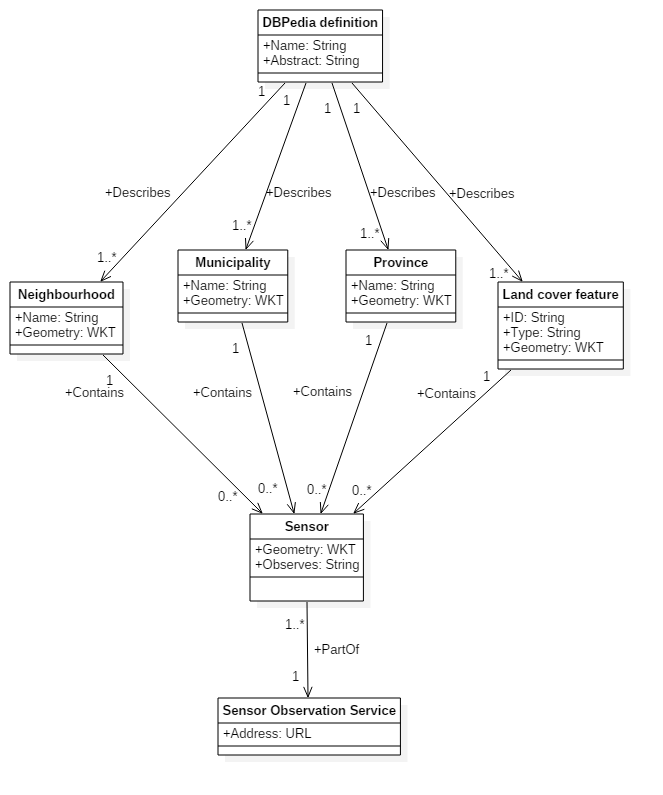 DBPedia definition
+Name: String
+Abstract: String
1
1
1
1
+Describes
+Describes
+Describes
+Describes
1..*
1..*
1..*
1..*
Neighbourhood
+Name: String
+Geometry: WKT
Municipality
+Name: String
+Geometry: WKT
Province
+Name: String
+Geometry: WKT
Land cover feature
+ID: String
+Type: String
+Geometry: WKT
1
1
1
1
+Contains
+Contains
+Contains
+Contains
0..*
0..*
0..*
0..*
Sensor
+Geometry: WKT
+Observes: String
1..*
+PartOf
1
Sensor Observation Service
+Address: URL